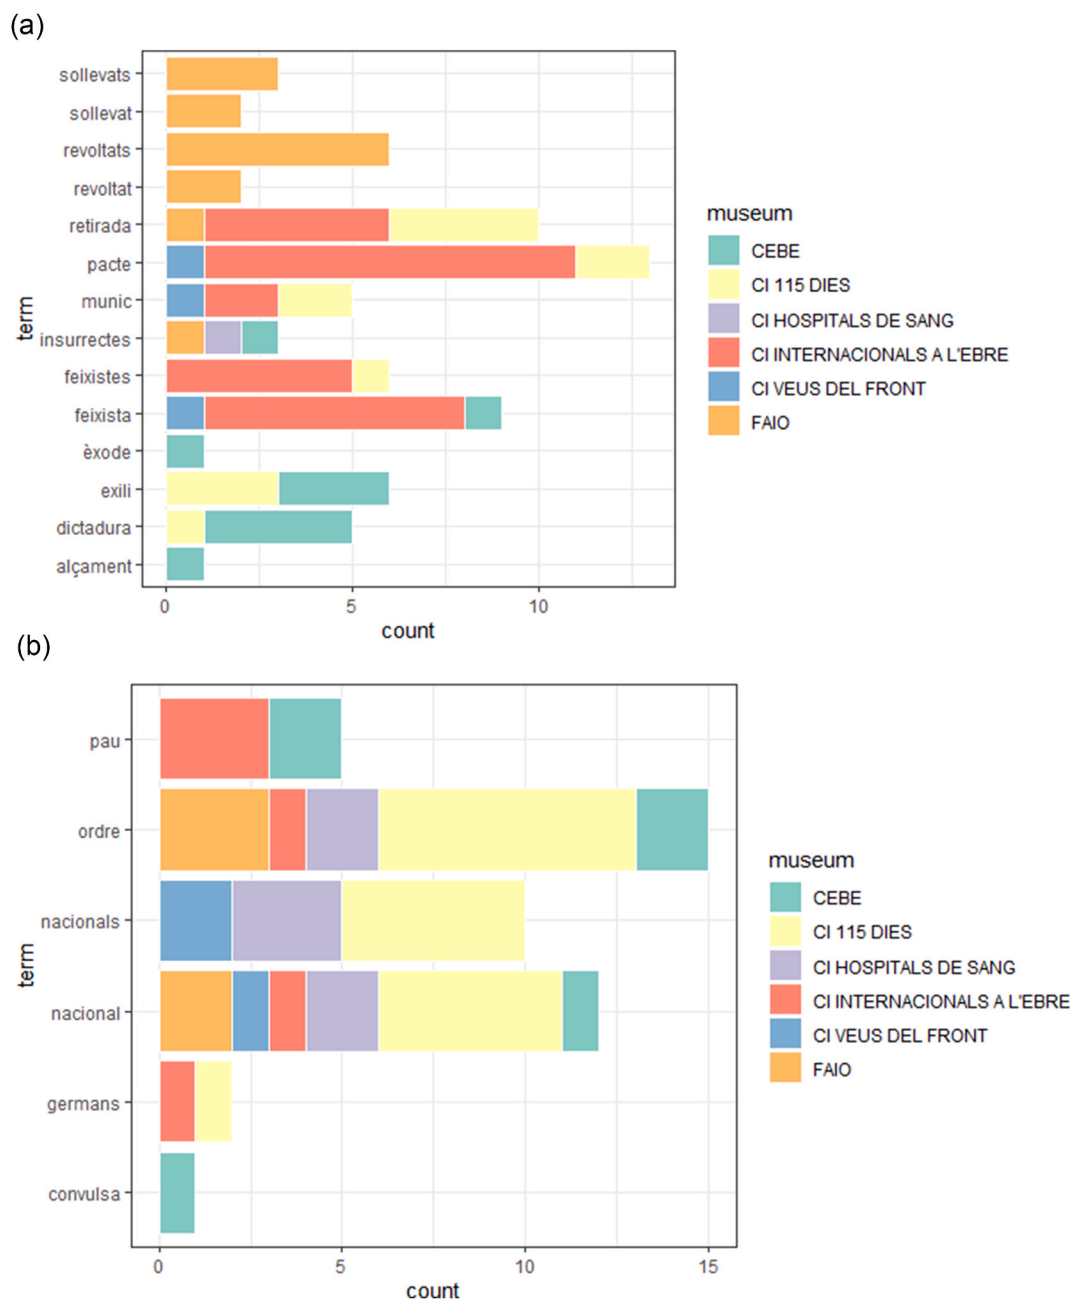 (a)
sollevats
sollevat
revoltats
revoltat
retirada
pacte
munic
insurrectes
feixistes
feixista
èxode
exili
dictadura
alçament
term
0 5 10
count
museum
CEBE
CI 115 DIES
CI HOSPITALS DE SANG
CI INTERNACIONALS A L'EBRE
CI VEUS DEL FRONT
FAIO
(b)
pau
ordre
nacionals
nacional
germans
convulsa
term
0 5 10 15
count
museum
CEBE
CI 115 DIES
CI HOSPITALS DE SANG
CI INTERNACIONALS A L'EBRE
CI VEUS DEL FRONT
FAIO